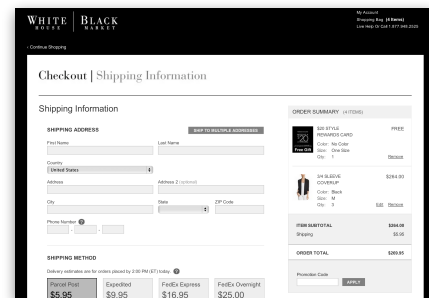 WHITE BLACK
HOUSE MARKET
My Account
Shopping Bag (4 Items)
Live Help Or Call 1.877.948.2525
‹ Continue Shopping
Checkout | Shipping Information
Shipping Information
SHIPPING ADDRESS
SHIP TO MULTIPLE ADDRESSES
First Name
Last Name
Country
United States
Address
Address 2 (optional)
City
State
ZIP Code
Phone Number ?
SHIPPING METHOD
Delivery estimates are for orders placed by 2:00 PM (ET) today. ?
Parcel Post
$5.95
Expedited
$9.95
FedEx Express
$16.95
FedEx Overnight
$25.00
ORDER SUMMARY (4 ITEMS)
$20 STYLE FREE
REWARDS CARD
Color: No Color
Size: One Size
Qty: 1 Remove
Free Gift
3/4 SLEEVE $264.00
COVERUP
Color: Black
Size: M
Qty: 3 Edit Remove
ITEM SUBTOTAL $264.00
Shipping $5.95
ORDER TOTAL $269.95
Promotion Code
APPLY